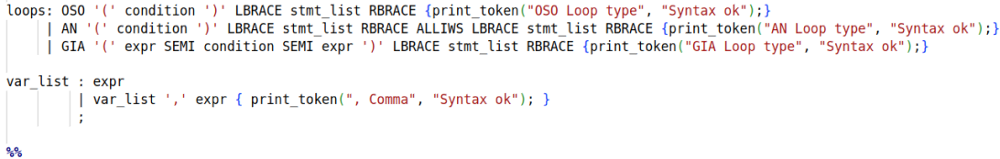 loops: OSO '(' condition ')' LBRACE stmt_list RBRACE {print_token("OSO Loop type", "Syntax ok");}
| AN '(' condition ')' LBRACE stmt_list RBRACE ALLIWS LBRACE stmt_list RBRACE {print_token("AN Loop type", "Syntax ok");}
| GIA '(' expr SEMI condition SEMI expr ')' LBRACE stmt_list RBRACE {print_token("GIA Loop type", "Syntax ok");}
var_list : expr
| var_list ',' expr { print_token(", Comma", "Syntax ok"); }
;
%%